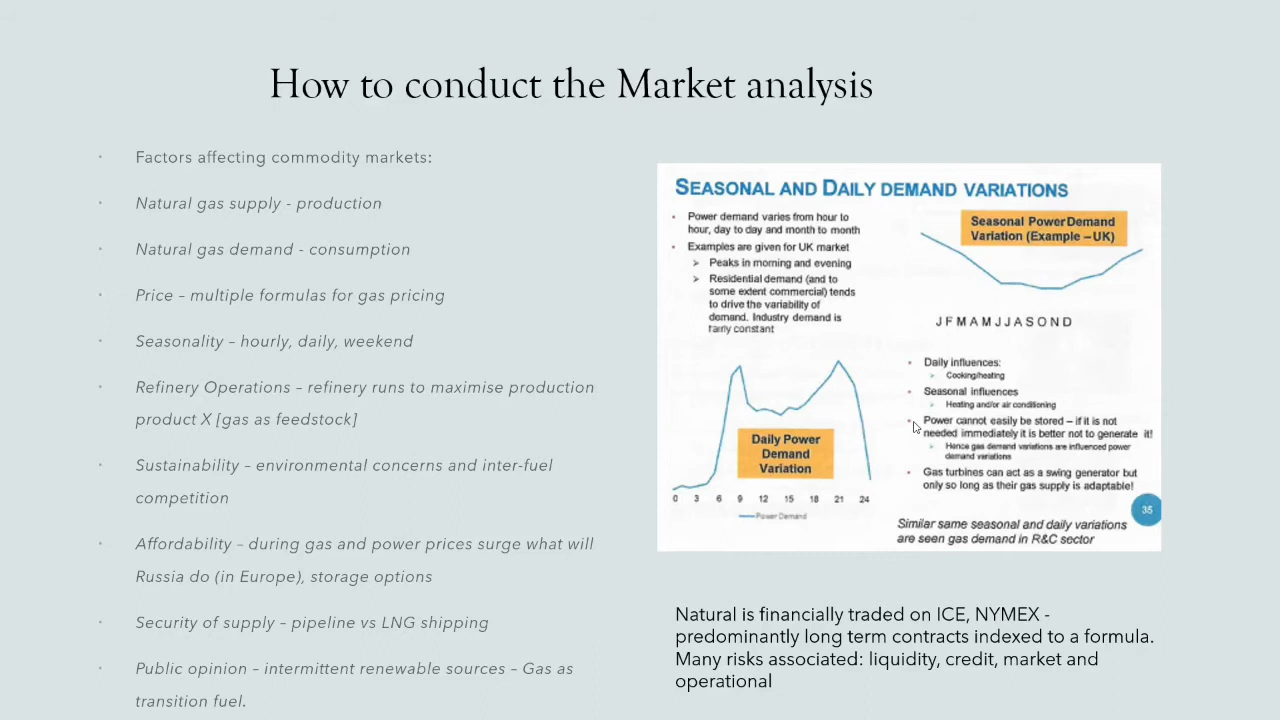 How to conduct the Market analysis
Factors affecting commodity markets:
Natural gas supply - production
Natural gas demand - consumption
Price – multiple formulas for gas pricing
Seasonality – hourly, daily, weekend
Refinery Operation – refinery runs to maximise production
product X [gas as feedstock]
Sustainability – environmental concerns and inter-fuel
competition
Affordability – during gas and power prices surge what will
Russia do (in Europe), storage options
Security of supply – pipeline vs LNG shipping
Public opinion – intermittent renewable sources – Gas as
transition fuel.
SEASONAL AND DAILY DEMAND VARIATIONS
Power demand varies from hour to
hour, day to day and month to month
Examples are given for UK market
Peaks in morning and evening
Residential demand (and to
some extent commercial) tends
to drive the variability of
demand. Industry demand is
fairly constant
Seasonal Power Demand
Variation (Example – UK)
J F M A M J J A S O N D
Daily Power
Demand
Variation
0 3 6 9 12 15 18 21 24
Power Demand
Daily influences:
Cooking/heating
Seasonal influences
Heating and/or air conditioning
Power cannot easily be stored – if it is not
needed immediately it is better not to generate it!
Hence gas demand variations are influenced power
demand variations
Gas turbines can act as a swing generator but
only so long as their gas supply is adaptable!
35
Similar same seasonal and daily variations
are seen gas demand in R&C sector
Natural is financially traded on ICE, NYMEX -
predominantly long term contracts indexed to a formula.
Many risks associated: liquidity, credit, market and
operational